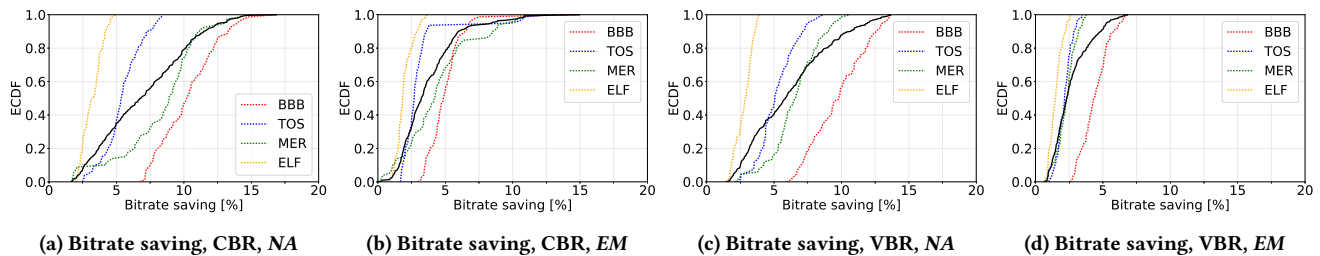 1.0
0.8
0.6
0.4
0.2
0.0
ECDF
0 5 10 15 20
Bitrate saving [%]
BBB
TOS
MER
ELF
(a) Bitrate saving, CBR, NA
1.0
0.8
0.6
0.4
0.2
0.0
ECDF
0 5 10 15 20
Bitrate saving [%]
BBB
TOS
MER
ELF
(b) Bitrate saving, CBR, EM
1.0
0.8
0.6
0.4
0.2
0.0
ECDF
0 5 10 15 20
Bitrate saving [%]
BBB
TOS
MER
ELF
(c) Bitrate saving, VBR, NA
1.0
0.8
0.6
0.4
0.2
0.0
ECDF
0 5 10 15 20
Bitrate saving [%]
BBB
TOS
MER
ELF
(d) Bitrate saving, VBR, EM